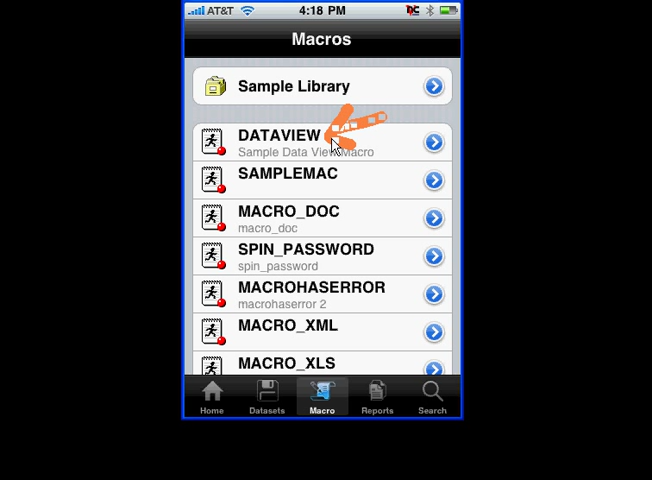 AT&T 4:18 PM DC
Macros
Sample Library
DATAVIEW
Sample Data View Macro
SAMPLEMAC
MACRO_DOC
macro_doc
SPIN_PASSWORD
spin_password
MACROHASERROR
macrohaserror 2
MACRO_XML
MACRO_XLS
Home Datasets Macro Reports Search